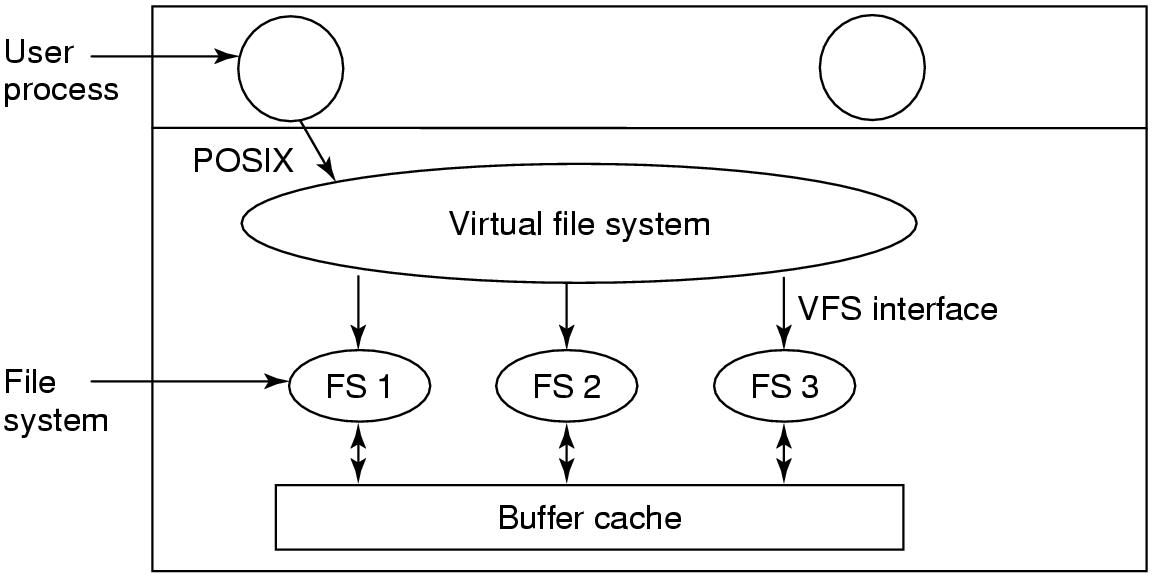 User
process
POSIX
Virtual file system
VFS interface
File
system
FS 1
FS 2
FS 3
Buffer cache